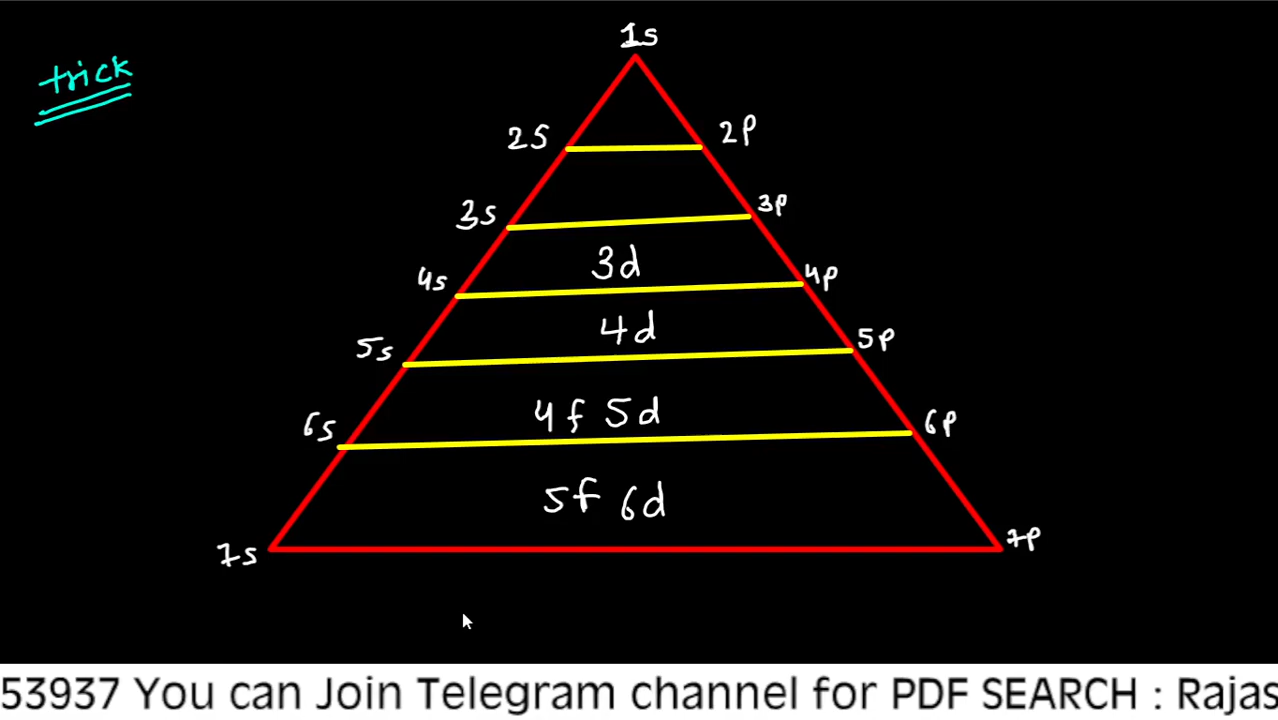 trick
1s
2s 2p
3s 3p
3d
4s 4p
4d
5s 5p
4f 5d
6s 6p
5f 6d
7s 7p
53937 You can Join Telegram channel for PDF SEARCH : Rajas